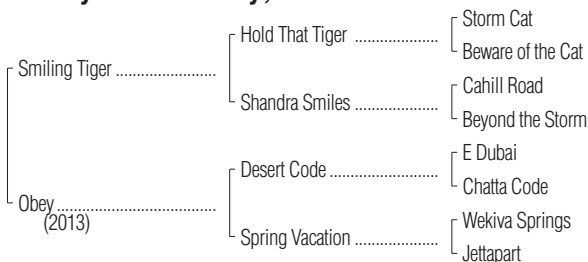 Storm Cat
Hold That Tiger ....................
Beware of the Cat
Smiling Tiger ........................
Cahill Road
Shandra Smiles ....................
Beyond the Storm
E Dubai
Desert Code ..........................
Chatta Code
Obey ......................................
(2013)
Wekiva Springs
Spring Vacation ....................
Jettapart